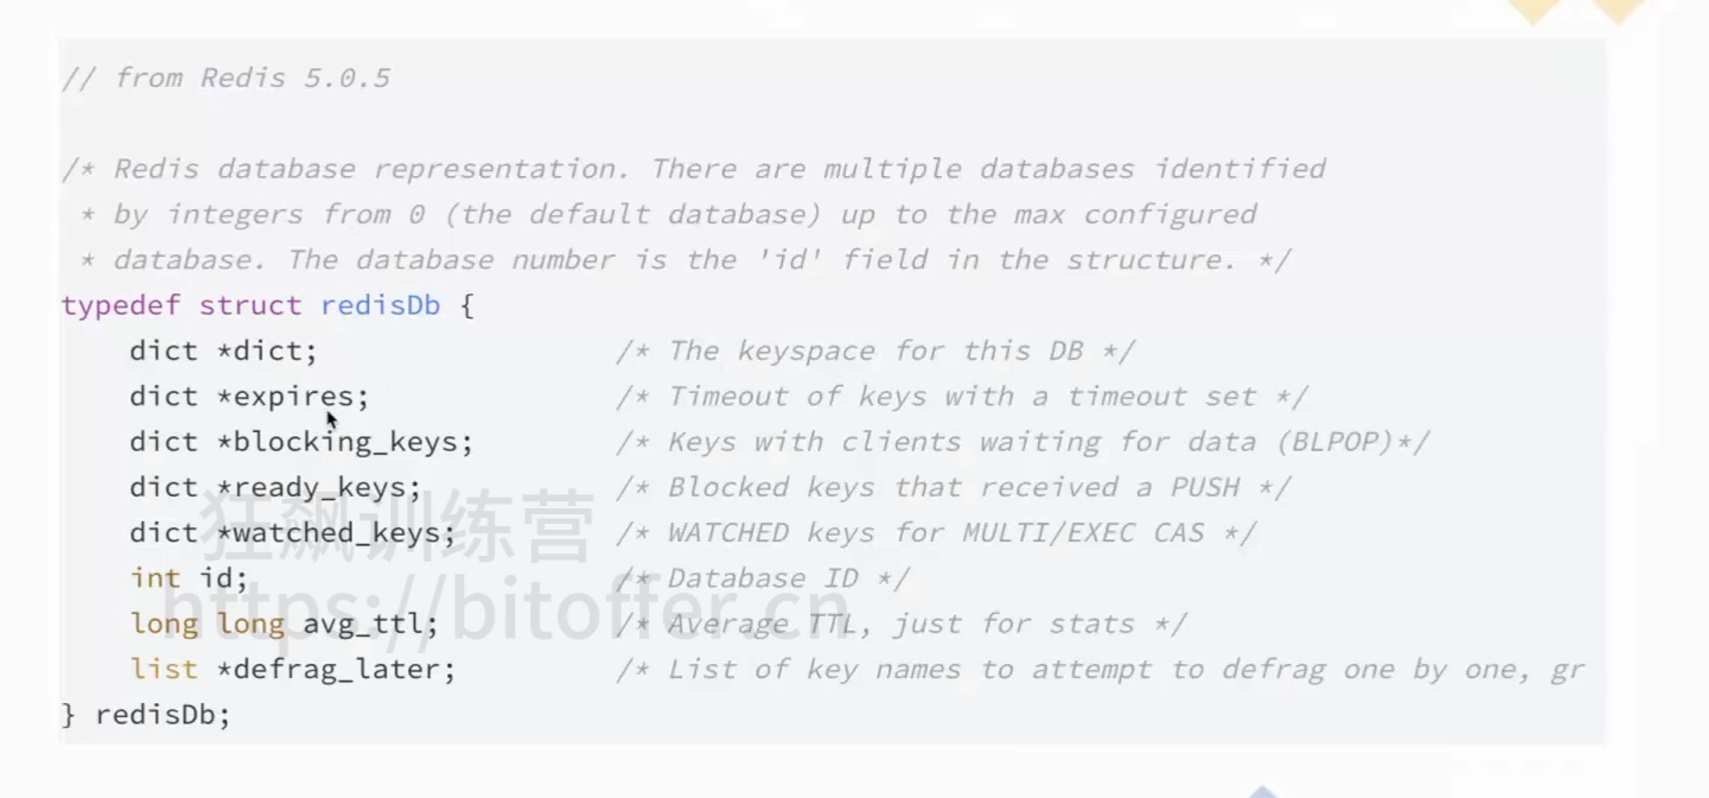 // from Redis 5.0.5
/* Redis database representation. There are multiple databases identified
 * by integers from 0 (the default database) up to the max configured
 * database. The database number is the 'id' field in the structure. */
typedef struct redisDb {
    dict *dict;                 /* The keyspace for this DB */
    dict *expires;              /* Timeout of keys with a timeout set */
    dict *blocking_keys;        /* Keys with clients waiting for data (BLPOP)*/
    dict *ready_keys;           /* Blocked keys that received a PUSH */
    dict *watched_keys;         /* WATCHED keys for MULTI/EXEC CAS */
    int id;                     /* Database ID */
    long long avg_ttl;          /* Average TTL, just for stats */
    list *defrag_later;         /* List of key names to attempt to defrag one by one, gr
} redisDb;
狂飙训练营
https://bitoffer.cn